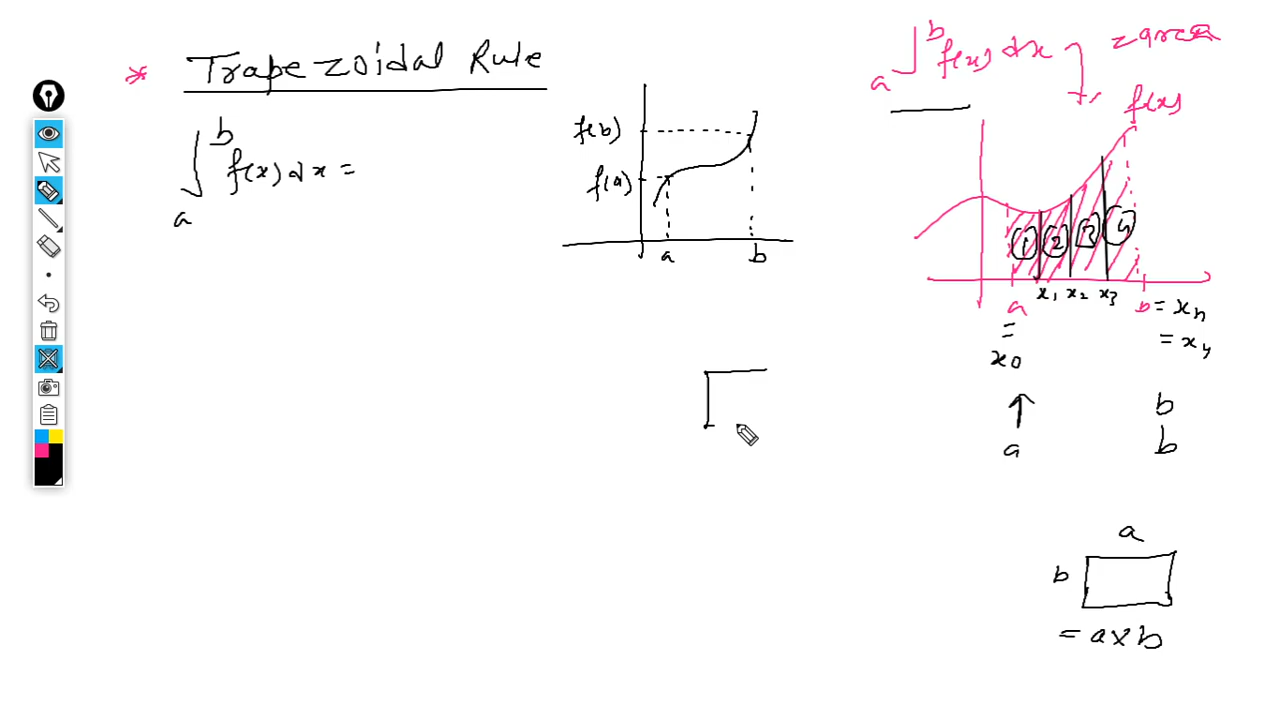 * Trapezoidal Rule
∫ₐᵇ f(x) dx =
f(b)
f(a)
a b
∫ₐᵇ f(x) dx → = area
f(x)
1 2 3 4
a x₁ x₂ x₃ b = xₙ
= = x₄
x₀
b
a b
a
b
= a×b